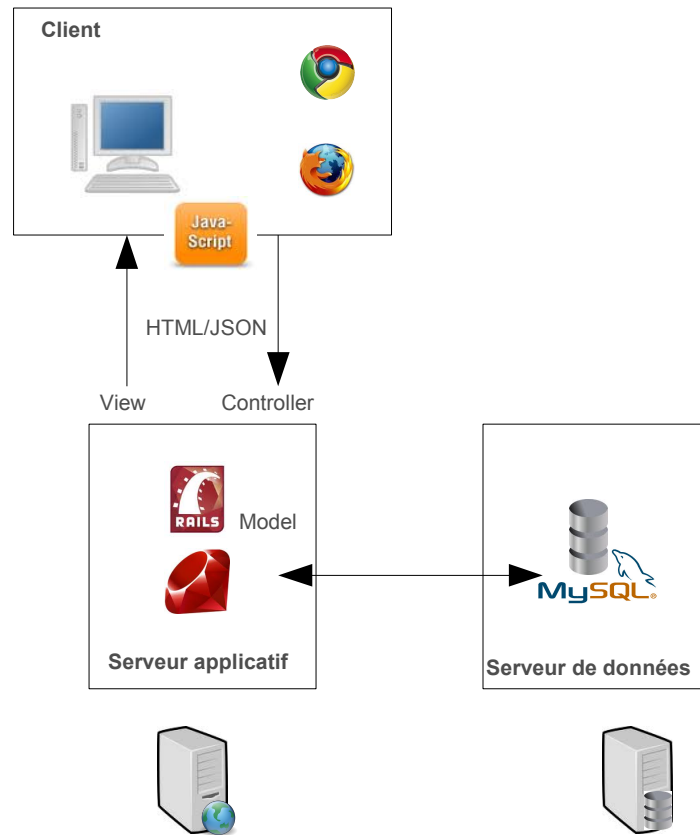 Client
Java-
Script
HTML/JSON
View
Controller
RAILS
Model
MySQL®
Serveur applicatif
Serveur de données